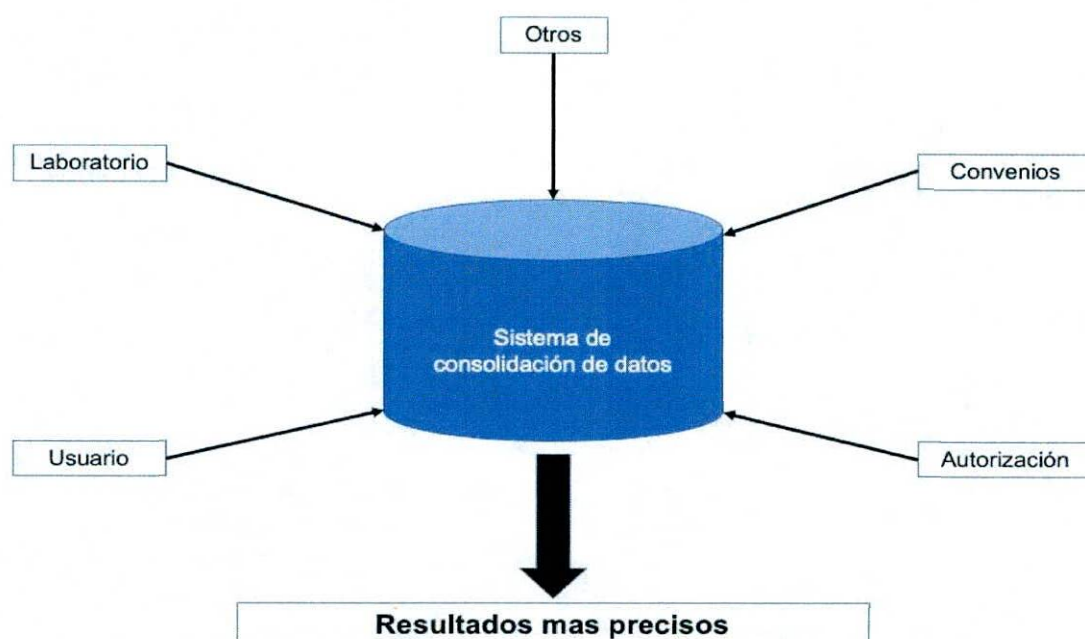 Otros
Laboratorio
Convenios
Sistema de
consolidación de datos
Usuario
Autorización
Resultados mas precisos